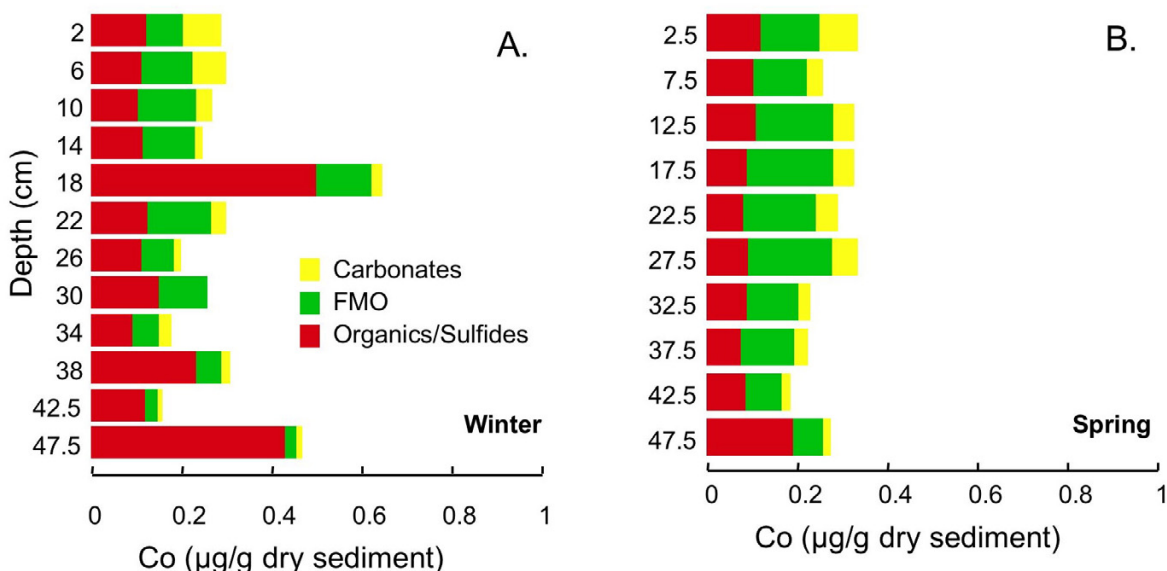 A.
Depth (cm)
2
6
10
14
18
22
26
30
34
38
42.5
47.5
Carbonates
FMO
Organics/Sulfides
Winter
0 0.2 0.4 0.6 0.8 1
Co (µg/g dry sediment)
B.
2.5
7.5
12.5
17.5
22.5
27.5
32.5
37.5
42.5
47.5
Spring
0 0.2 0.4 0.6 0.8 1
Co (µg/g dry sediment)